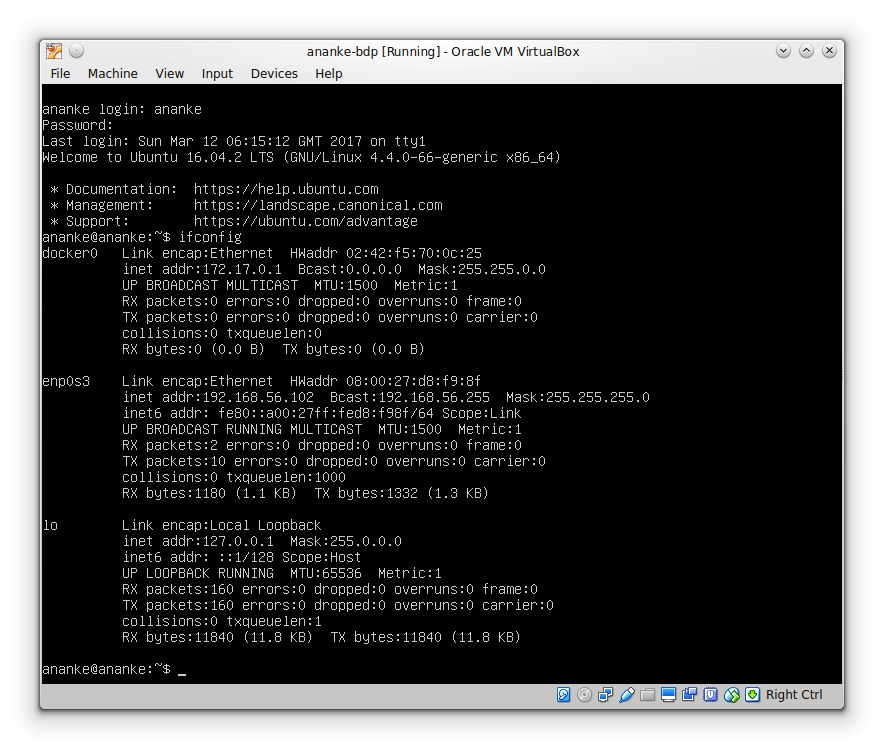 ananke-bdp [Running] - Oracle VM VirtualBox
File Machine View Input Devices Help
ananke login: ananke
Password:
Last login: Sun Mar 12 06:15:12 GMT 2017 on tty1
Welcome to Ubuntu 16.04.2 LTS (GNU/Linux 4.4.0-66-generic x86_64)
* Documentation:  https://help.ubuntu.com
* Management:     https://landscape.canonical.com
* Support:        https://ubuntu.com/advantage
ananke@ananke:~$ ifconfig
docker0   Link encap:Ethernet  HWaddr 02:42:f5:70:0c:25
          inet addr:172.17.0.1  Bcast:0.0.0.0  Mask:255.255.0.0
          UP BROADCAST MULTICAST  MTU:1500  Metric:1
          RX packets:0 errors:0 dropped:0 overruns:0 frame:0
          TX packets:0 errors:0 dropped:0 overruns:0 carrier:0
          collisions:0 txqueuelen:0
          RX bytes:0 (0.0 B)  TX bytes:0 (0.0 B)
enp0s3    Link encap:Ethernet  HWaddr 08:00:27:d8:f9:8f
          inet addr:192.168.56.102  Bcast:192.168.56.255  Mask:255.255.255.0
          inet6 addr: fe80::a00:27ff:fed8:f98f/64 Scope:Link
          UP BROADCAST RUNNING MULTICAST  MTU:1500  Metric:1
          RX packets:2 errors:0 dropped:0 overruns:0 frame:0
          TX packets:10 errors:0 dropped:0 overruns:0 carrier:0
          collisions:0 txqueuelen:1000
          RX bytes:1180 (1.1 KB)  TX bytes:1332 (1.3 KB)
lo        Link encap:Local Loopback
          inet addr:127.0.0.1  Mask:255.0.0.0
          inet6 addr: ::1/128 Scope:Host
          UP LOOPBACK RUNNING  MTU:65536  Metric:1
          RX packets:160 errors:0 dropped:0 overruns:0 frame:0
          TX packets:160 errors:0 dropped:0 overruns:0 carrier:0
          collisions:0 txqueuelen:1
          RX bytes:11840 (11.8 KB)  TX bytes:11840 (11.8 KB)
ananke@ananke:~$ _
Right Ctrl